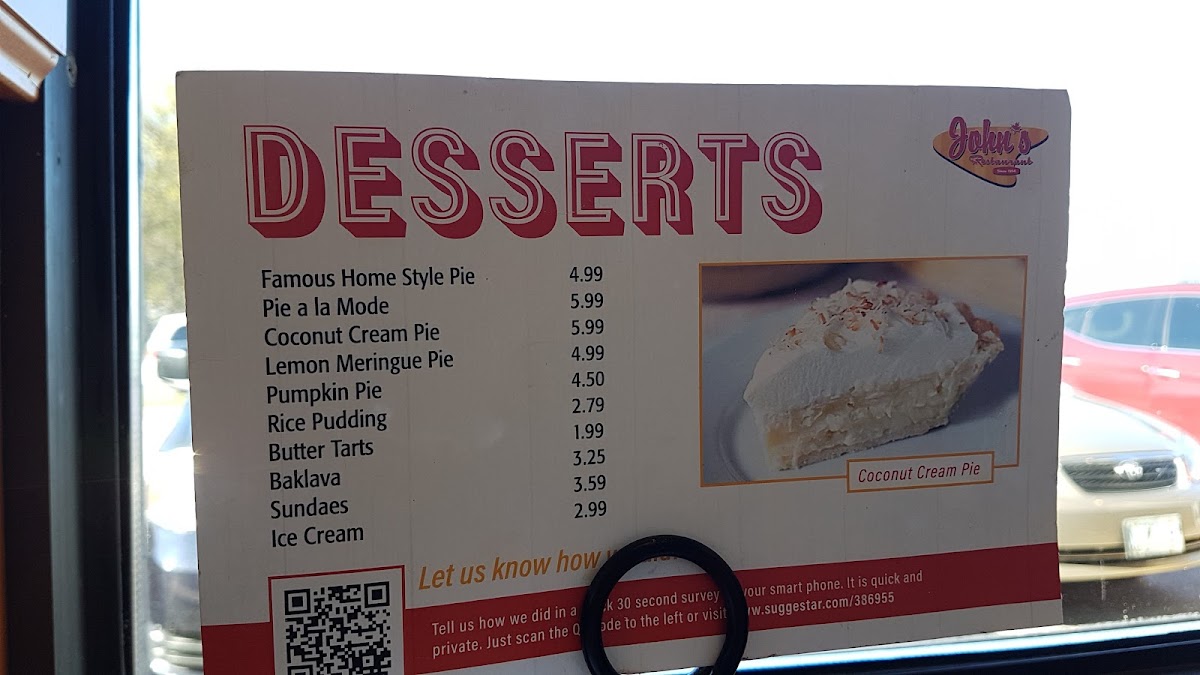 DESSERTS
John's
Restaurant
Famous Home Style Pie 4.99
Pie a la Mode 5.99
Coconut Cream Pie 5.99
Lemon Meringue Pie 4.99
Pumpkin Pie 4.50
Rice Pudding 2.79
Butter Tarts 1.99
Baklava 3.25
Sundaes 3.59
Ice Cream 2.99
Coconut Cream Pie
Let us know how
Tell us how we did in a 30 second survey your smart phone. It is quick and
private. Just scan the to the left or visit www.suggestar.com/386955